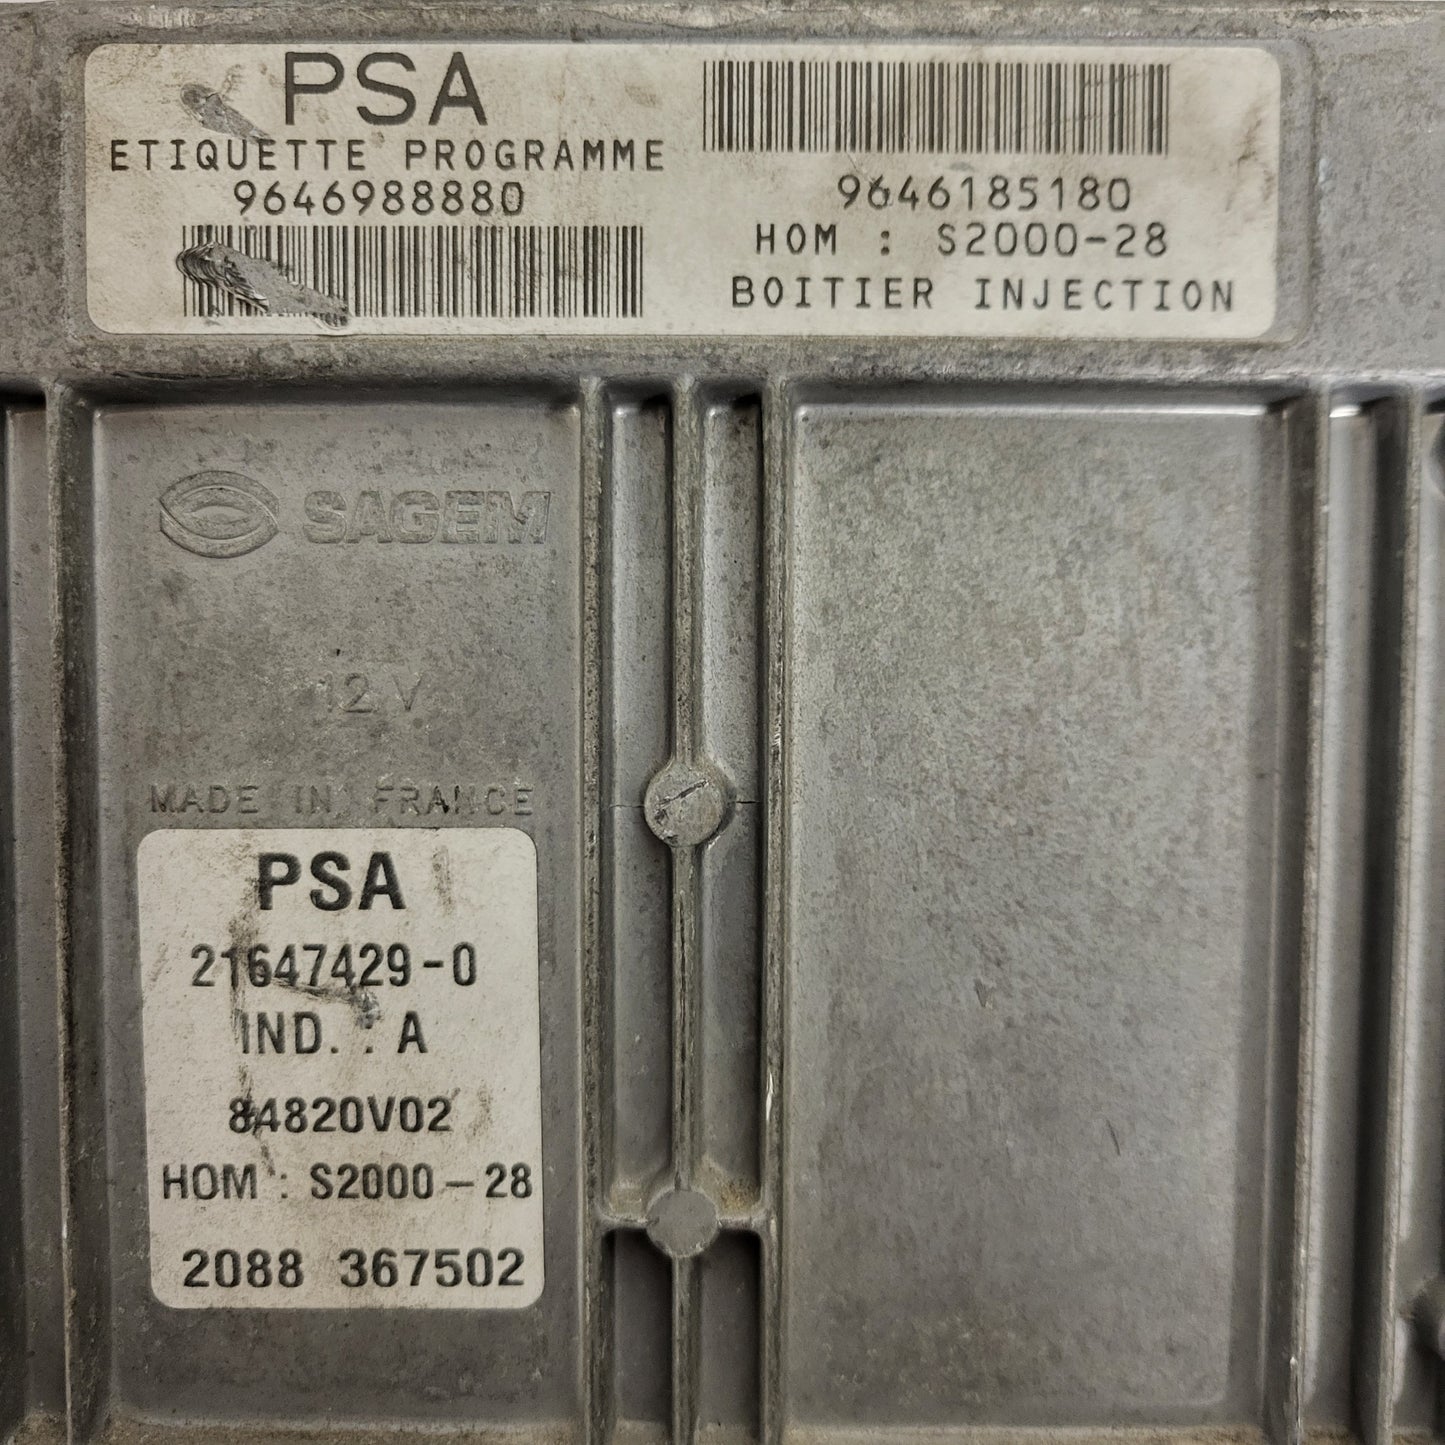 PSA
ETIQUETTE PROGRAMME
9646988880
9646185180
HOM : S2000-28
BOITIER INJECTION
SAGEM
12V
MADE IN FRANCE
PSA
21647429-0
IND. : A
84820V02
HOM : S2000-28
2088 367502